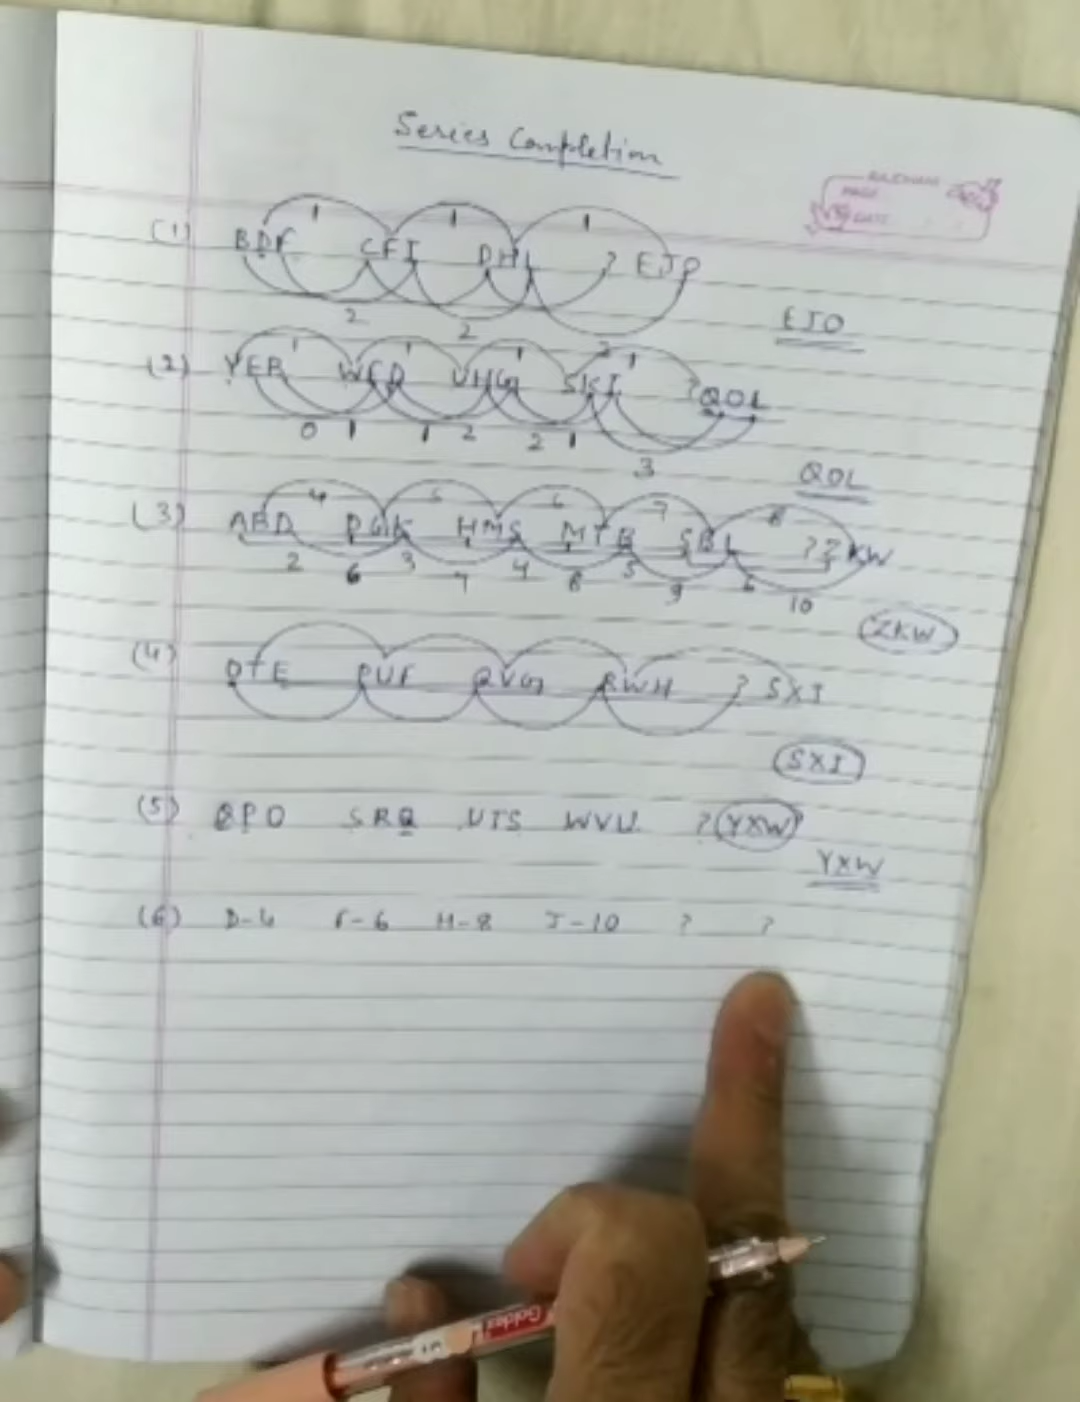 Series Completion
(1) BDF CFI DHL ? EJO
EJO
(2) YEB WFD UHG SKI ? QOL
QOL
(3) ABD DGK HMS MTB SBL ? ZKW
ZKW
(4) OTE PUF QVG RWH ? SXI
SXI
(5) QPO SRQ UTS WVU ? YXW
YXW
(6) D-4 F-6 H-8 J-10 ? ?